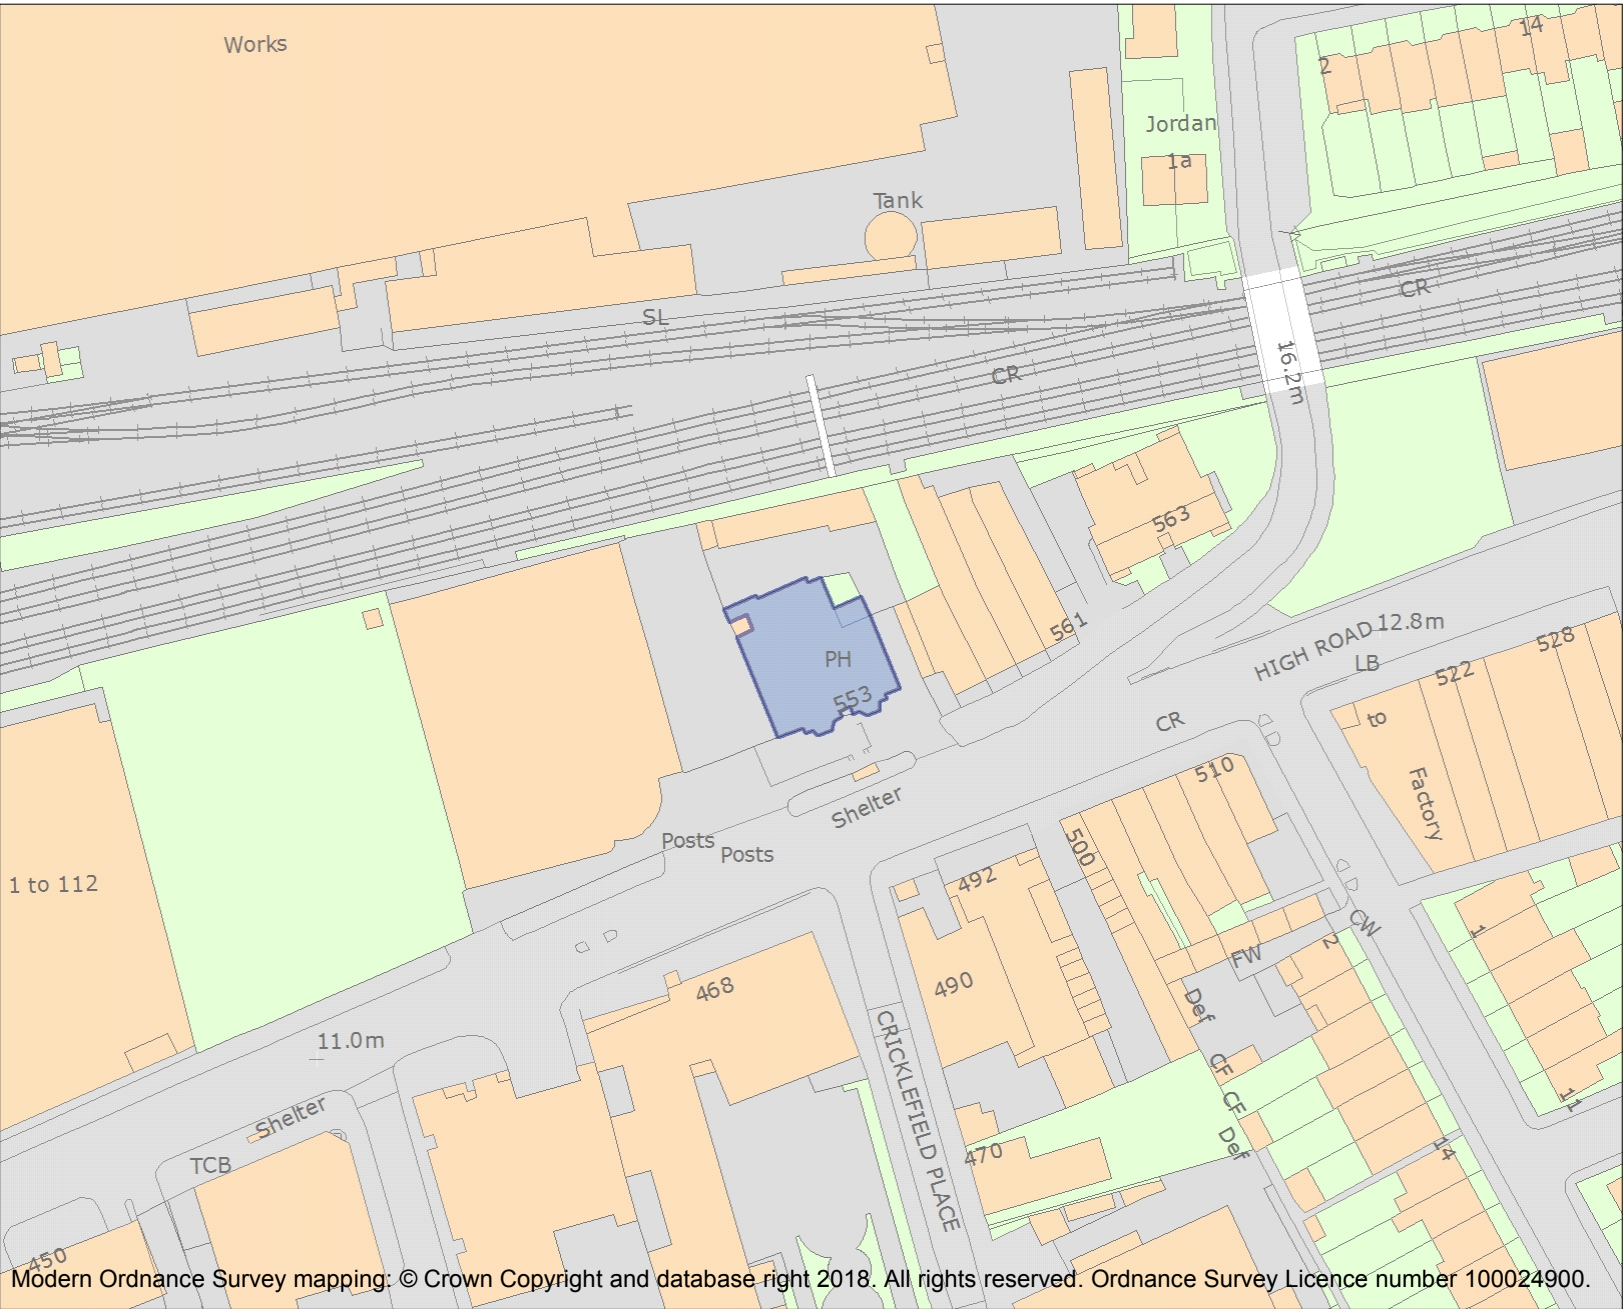 Works
14
2
Jordan
1a
Tank
SL
CR
CR
16.2m
563
561
PH
553
HIGH ROAD
12.8m
LB
528
522
to
CR
510
Factory
Shelter
Posts
Posts
500
492
1 to 112
CW
1
2
FW
490
468
Def
11.0m
CRICKLEFIELD PLACE
CF
CF
11
Shelter
Def
14
470
TCB
450
Modern Ordnance Survey mapping: © Crown Copyright and database right 2018. All rights reserved. Ordnance Survey Licence number 100024900.